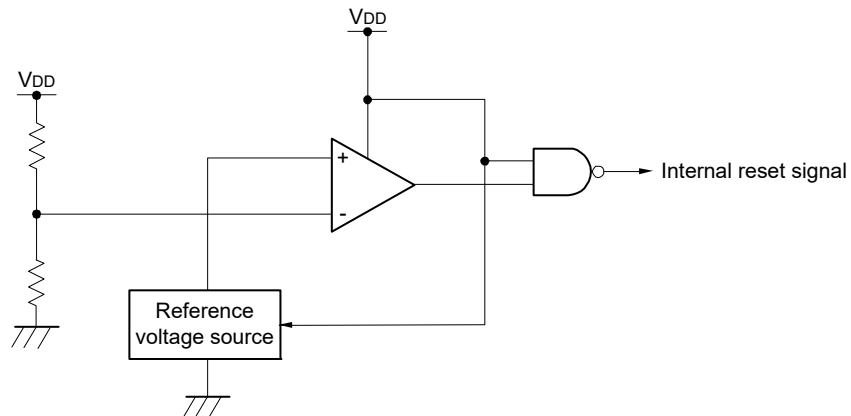 VDD
VDD
+
-
Internal reset signal
Reference
voltage source